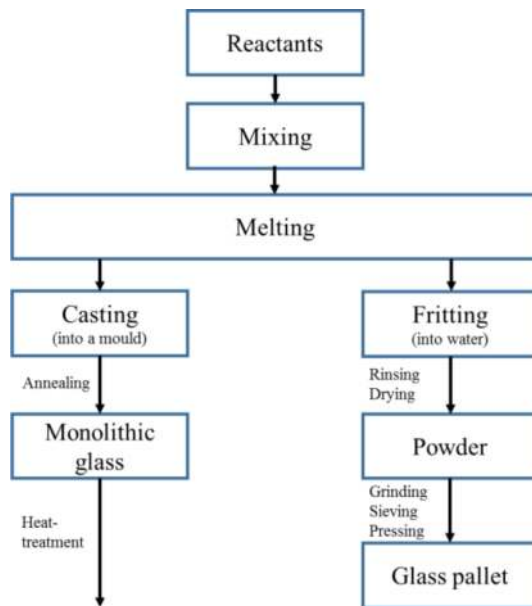 Reactants
Mixing
Melting
Casting
(into a mould)
Fritting
(into water)
Annealing
Rinsing
Drying
Monolithic
glass
Powder
Heat-
treatment
Grinding
Sieving
Pressing
Glass pallet